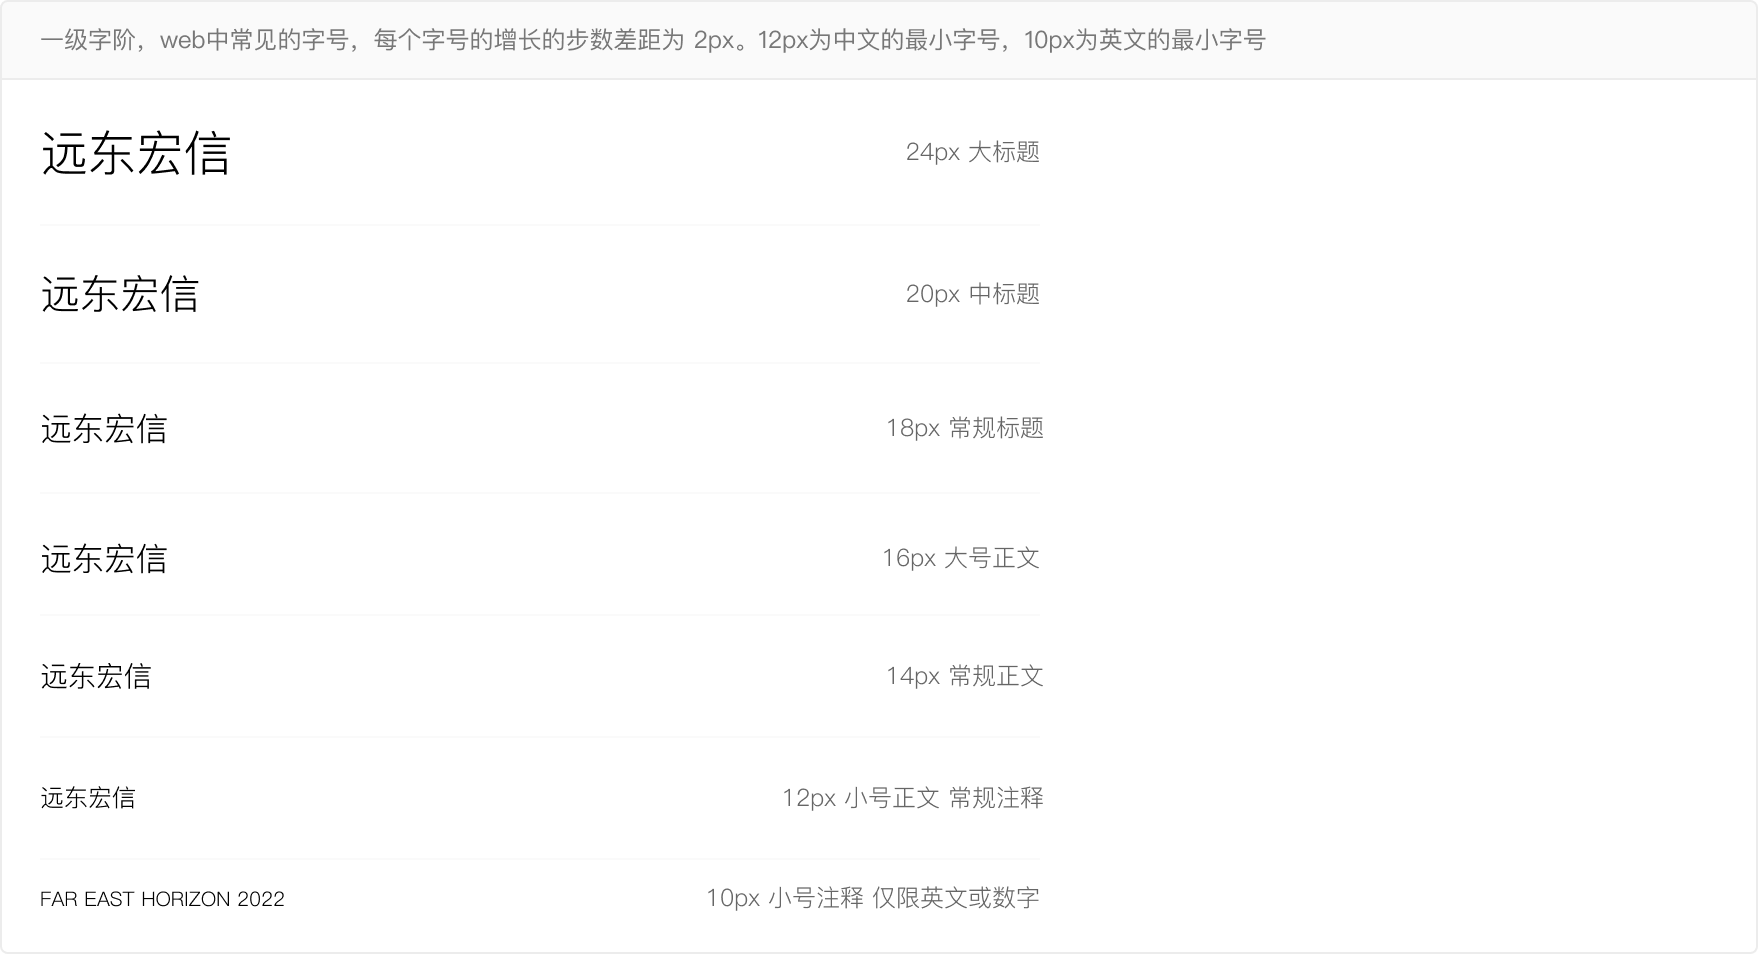 一级字阶，web中常见的字号，每个字号的增长的步数差距为 2px。12px为中文的最小字号，10px为英文的最小字号
远东宏信 24px 大标题
远东宏信 20px 中标题
远东宏信 18px 常规标题
远东宏信 16px 大号正文
远东宏信 14px 常规正文
远东宏信 12px 小号正文 常规注释
FAR EAST HORIZON 2022 10px 小号注释 仅限英文或数字